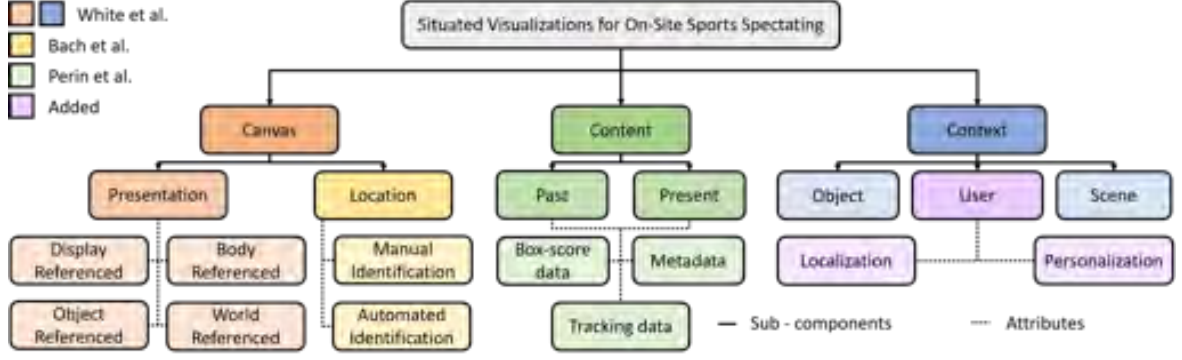 White et al.
Bach et al.
Perin et al.
Added
Situated Visualizations for On-Site Sports Spectating
Canvas
Content
Context
Presentation
Location
Past
Present
Object
User
Scene
Display
Referenced
Body
Referenced
Manual
Identification
Box-score
data
Metadata
Localization
Personalization
Object
Referenced
World
Referenced
Automated
Identification
Tracking data
Sub - components
Attributes